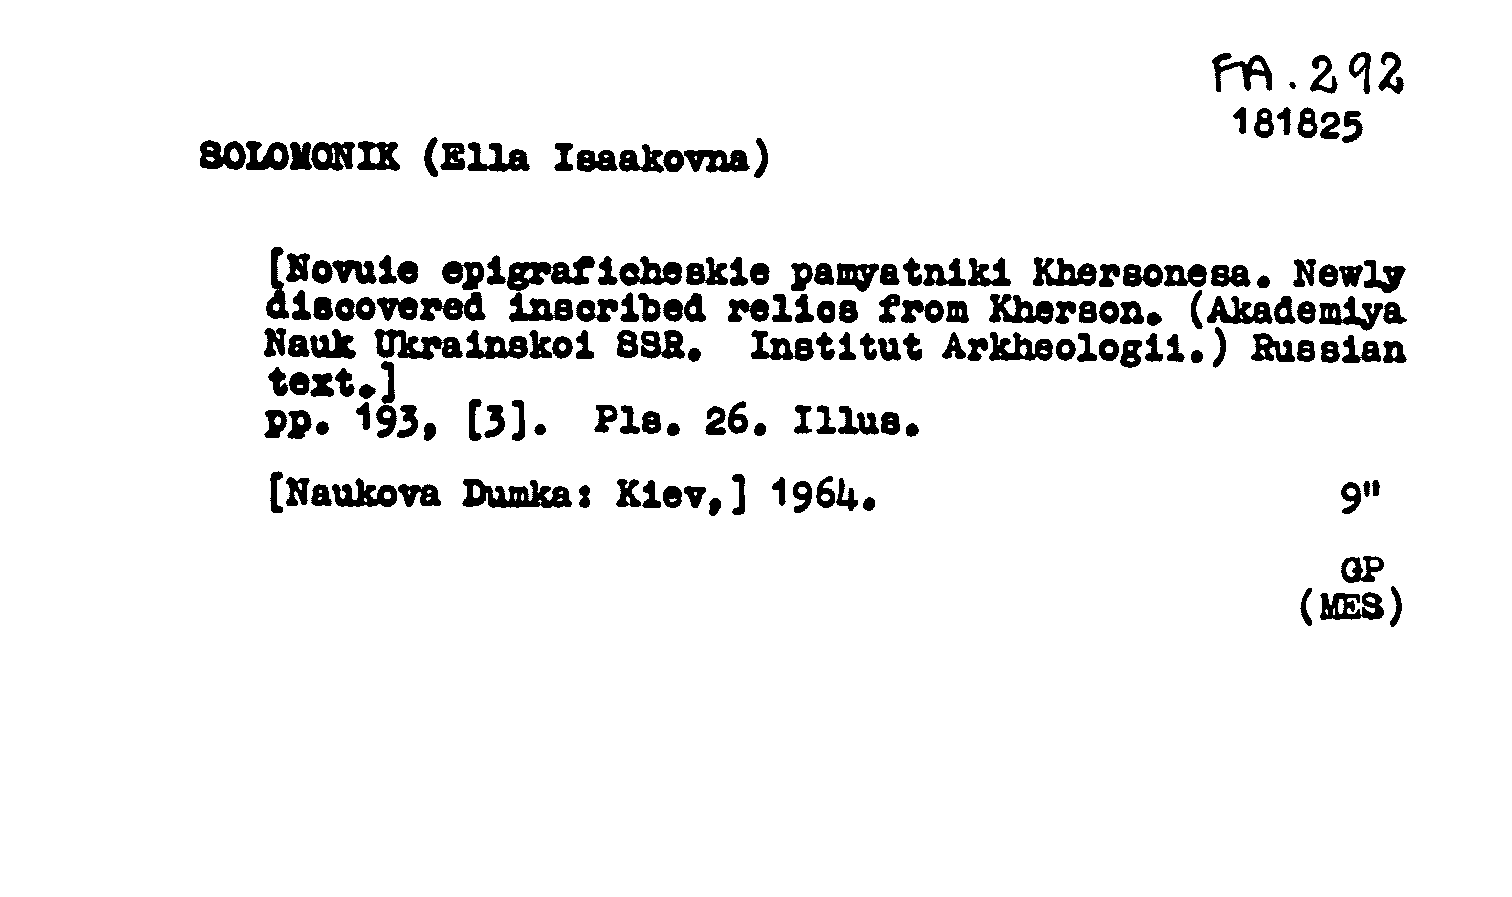 FA.292
181825
SOLOMONIK (Ella Isaakovna)
[Novuie epigraficheskie pamyatniki Khersonesa. Newly
discovered inscribed relics from Kherson. (Akademiya
Nauk Ukrainskoi SSR. Institut Arkheologii.) Russian
text.]
pp. 193, [3]. Pls. 26. Illus.
[Naukova Dumka: Kiev,] 1964. 9"
GP
(MES)